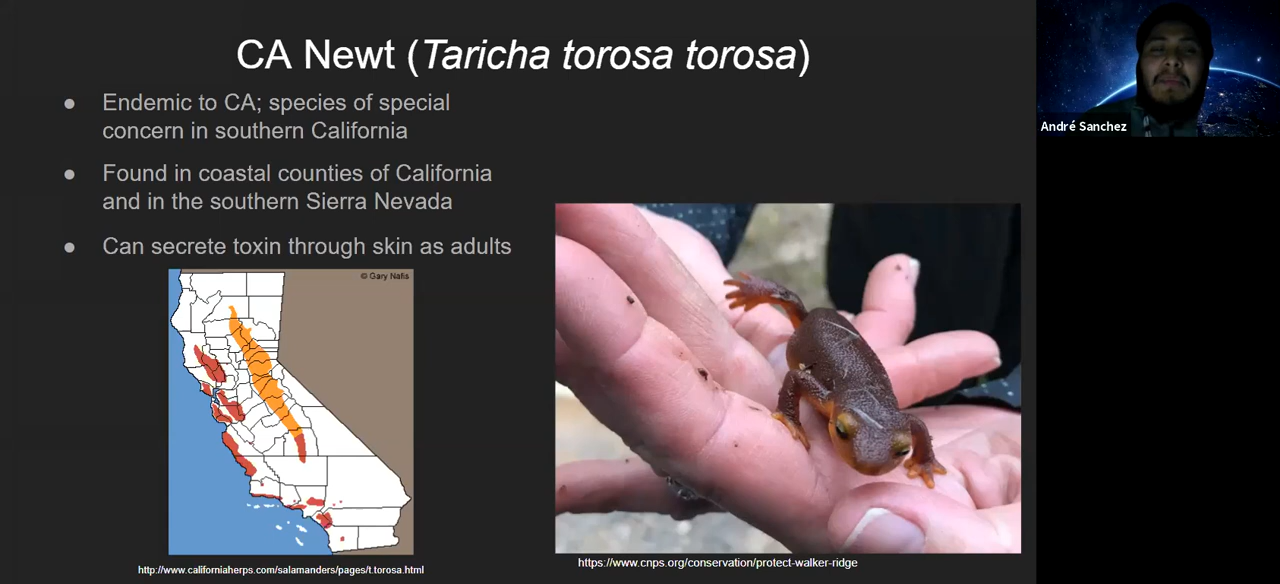 CA Newt (Taricha torosa torosa)
● Endemic to CA; species of special
concern in southern California
● Found in coastal counties of California
and in the southern Sierra Nevada
● Can secrete toxin through skin as adults
© Gary Nafis
http://www.californiaherps.com/salamanders/pages/t.torosa.html
https://www.cnps.org/conservation/protect-walker-ridge
André Sanchez